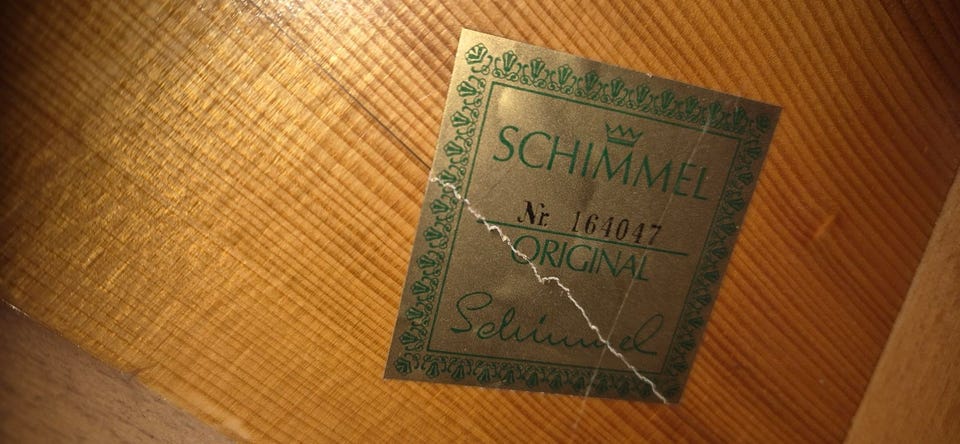 SCHIMMEL
Nr. 164047
ORIGINAL
Schimmel